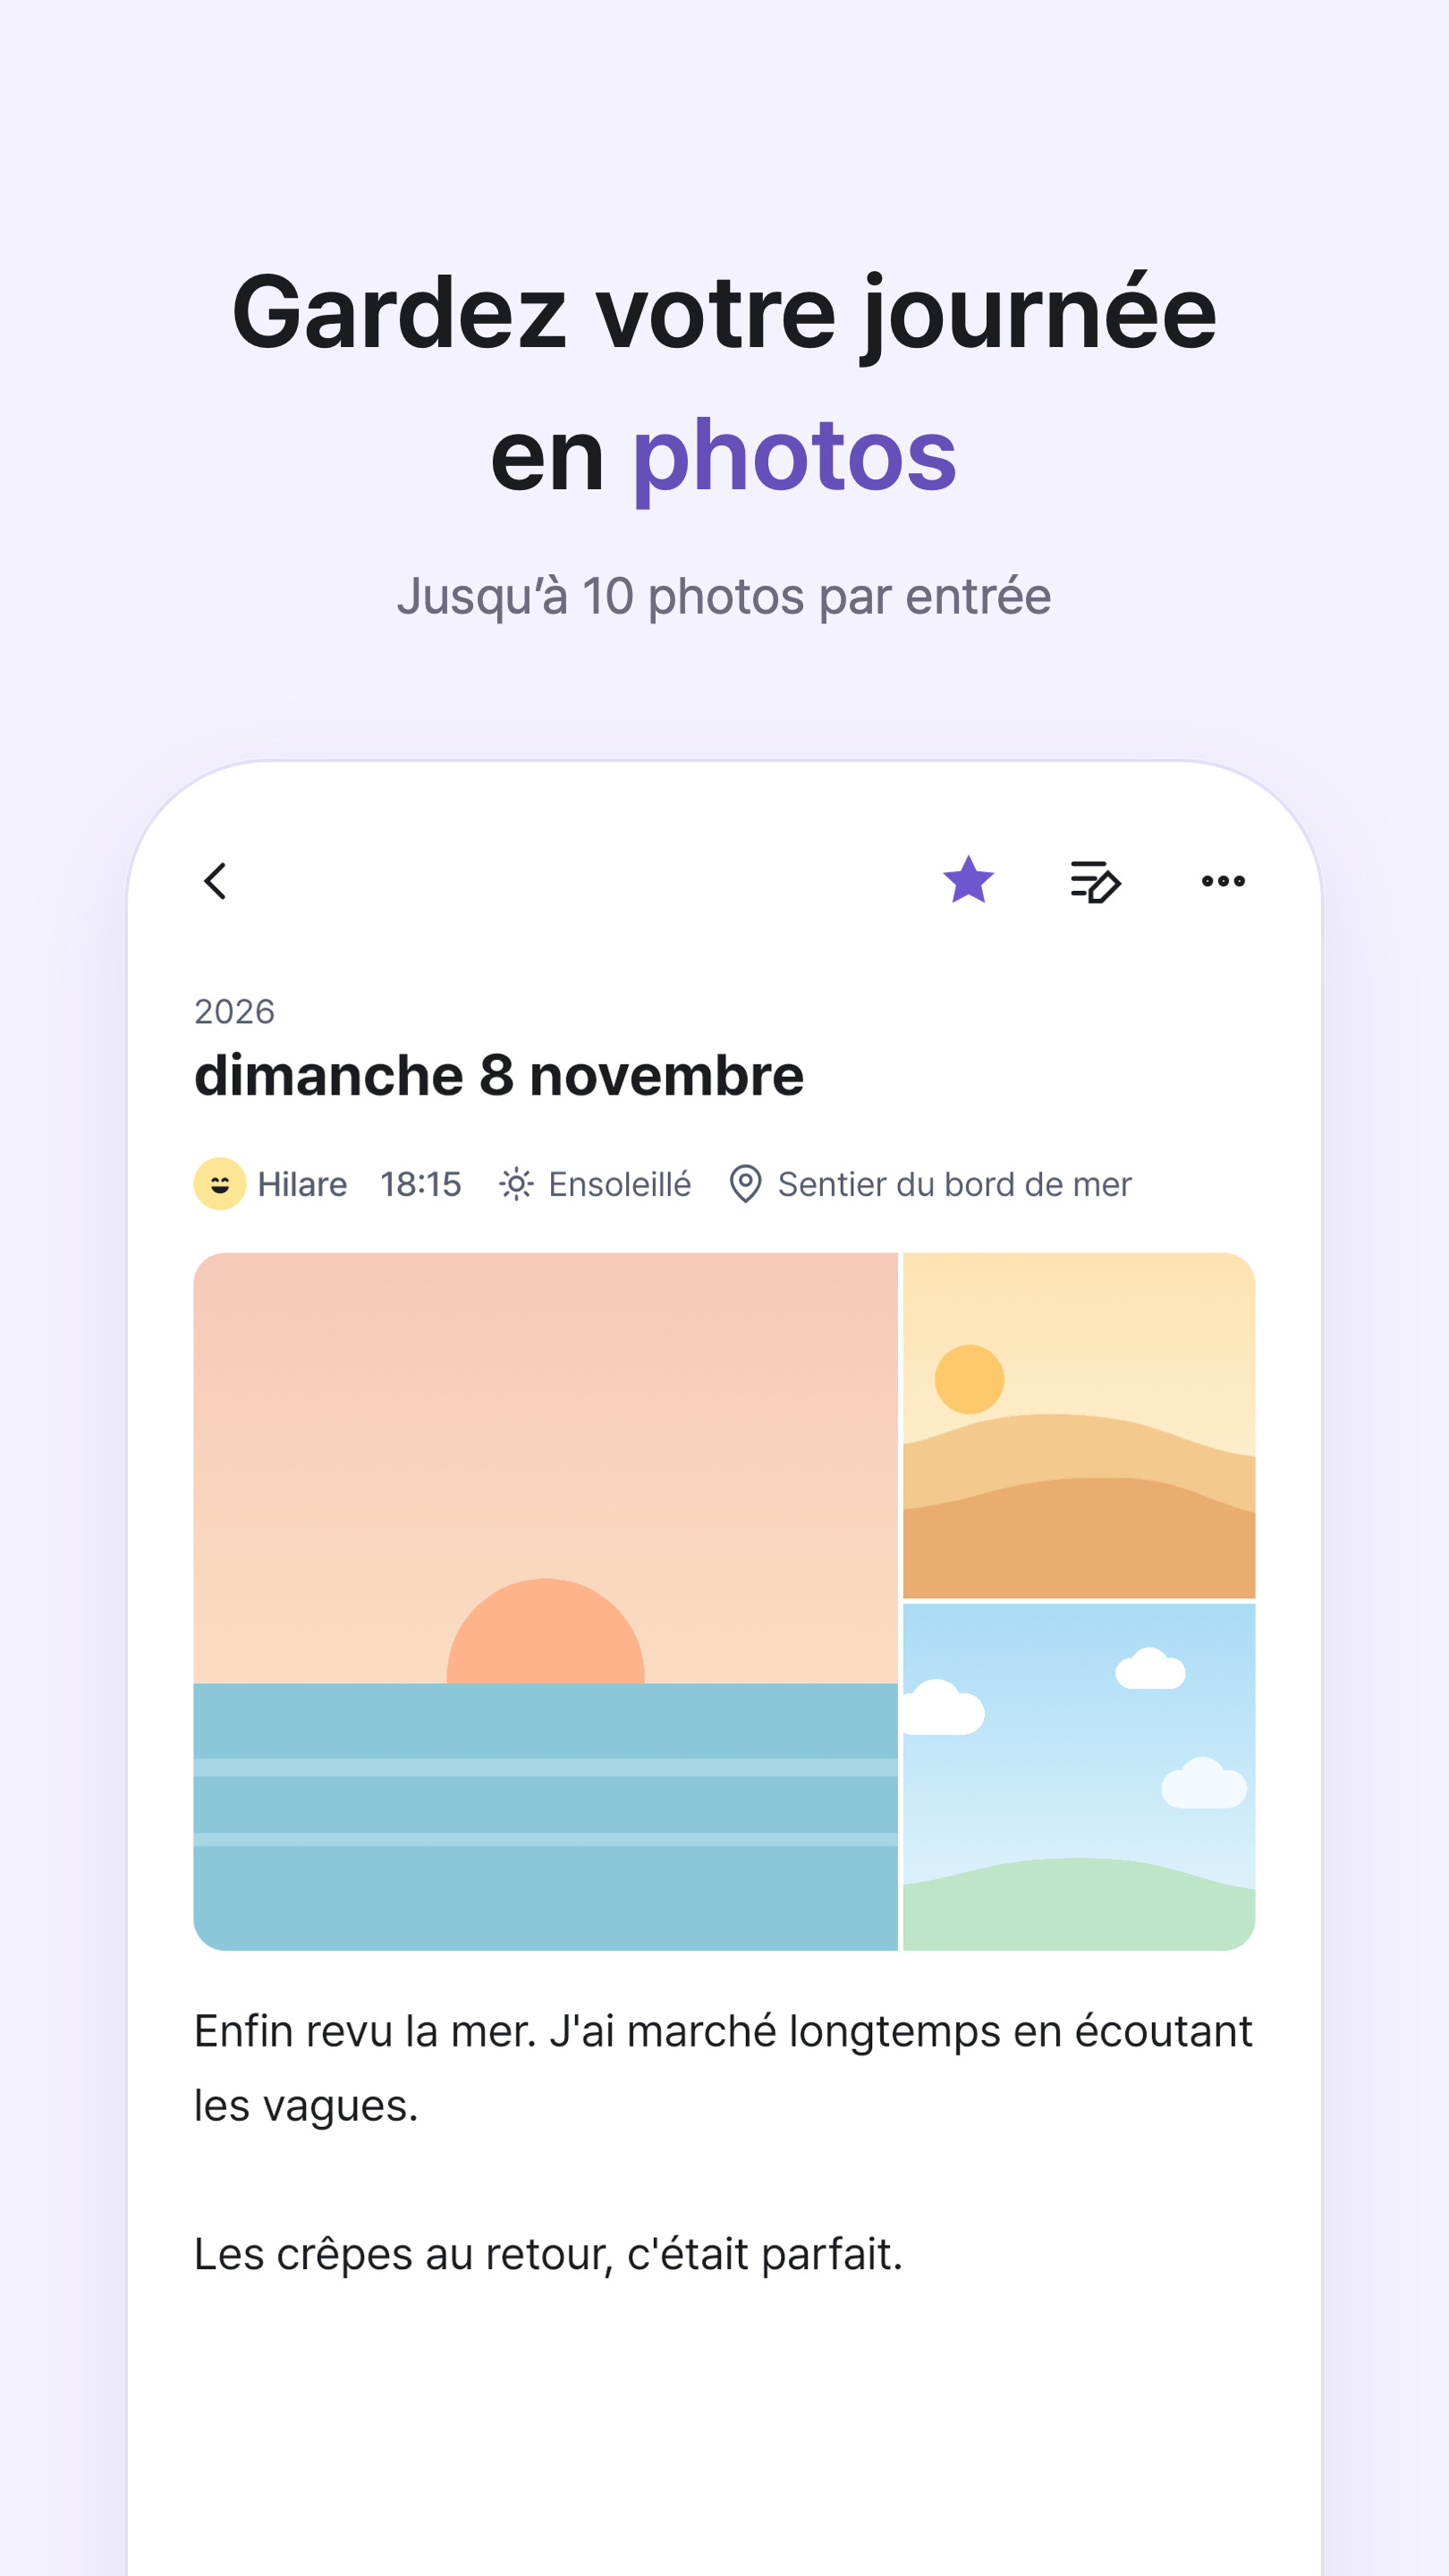 Gardez votre journée
en photos
Jusqu’à 10 photos par entrée
2026
dimanche 8 novembre
Hilare 18:15 Ensoleillé Sentier du bord de mer
Enfin revu la mer. J'ai marché longtemps en écoutant
les vagues.
Les crêpes au retour, c'était parfait.